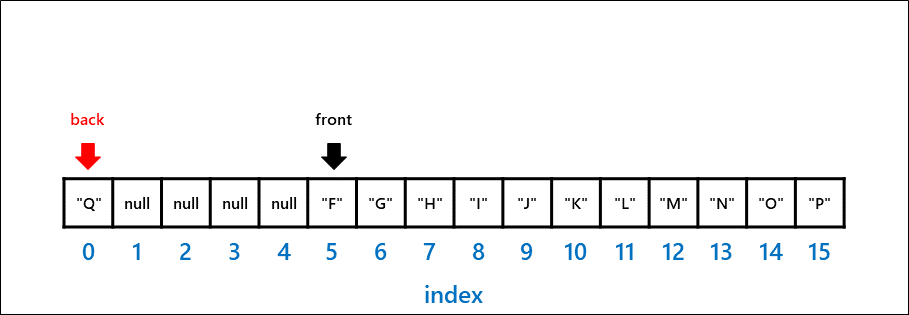 back front
"Q" null null null null "F" "G" "H" "I" "J" "K" "L" "M" "N" "O" "P"
0 1 2 3 4 5 6 7 8 9 10 11 12 13 14 15
index